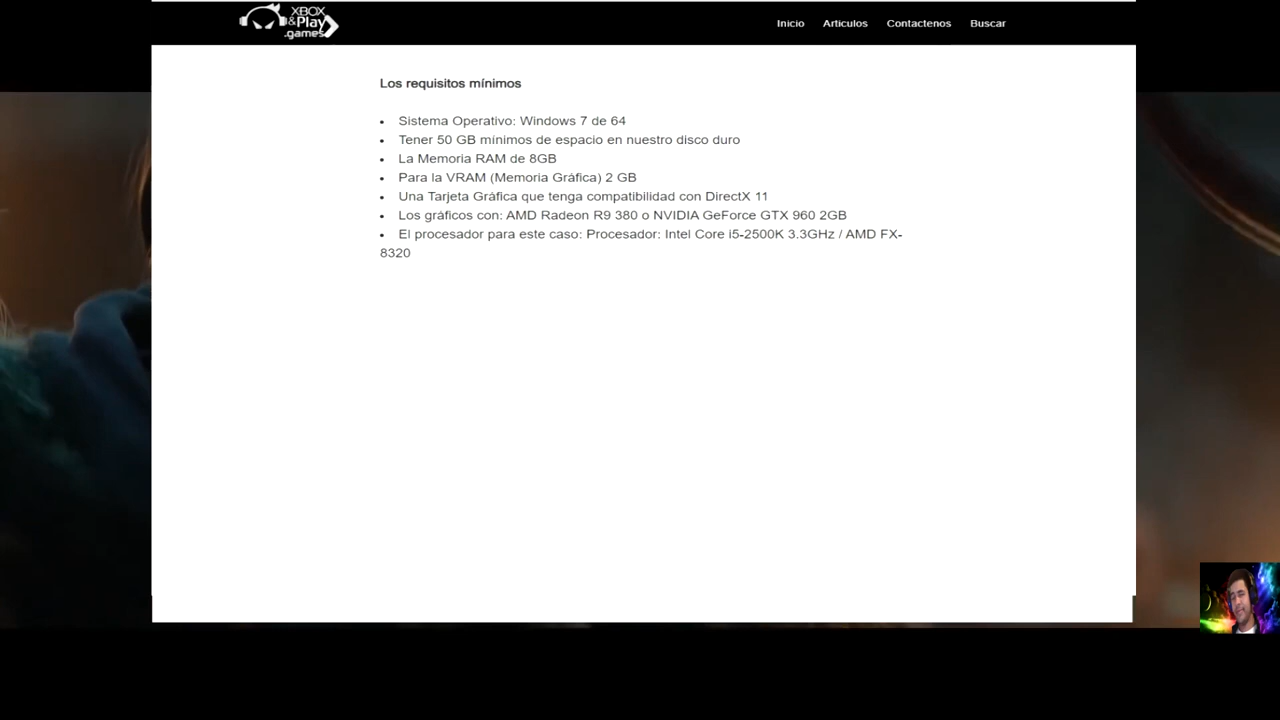 XBOX
&Play
.games
Inicio Articulos Contactenos Buscar
Los requisitos mínimos
• Sistema Operativo: Windows 7 de 64
• Tener 50 GB mínimos de espacio en nuestro disco duro
• La Memoria RAM de 8GB
• Para la VRAM (Memoria Gráfica) 2 GB
• Una Tarjeta Gráfica que tenga compatibilidad con DirectX 11
• Los gráficos con: AMD Radeon R9 380 o NVIDIA GeForce GTX 960 2GB
• El procesador para este caso: Procesador: Intel Core i5-2500K 3.3GHz / AMD FX-
8320